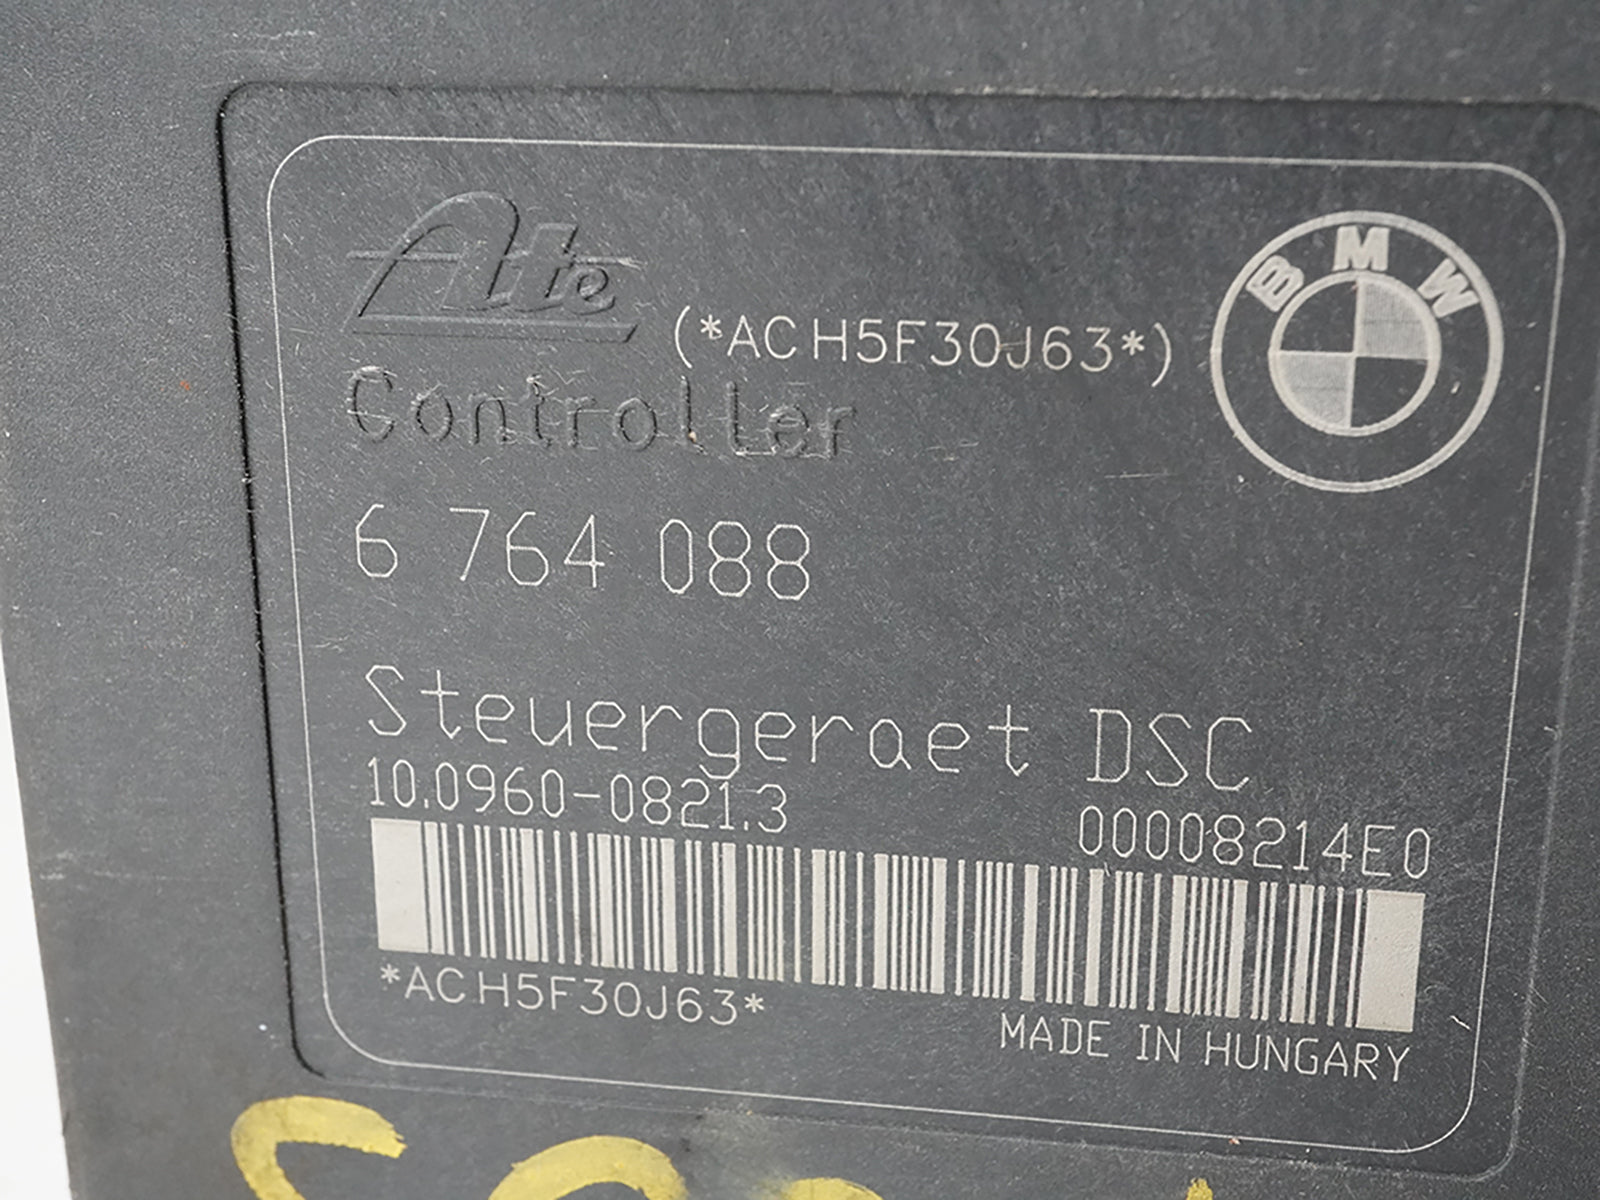 Ate
(*ACH5F30J63*)
BMW
Controller
6 764 088
Steuergeraet DSC
10.0960-0821.3
00008214E0
*ACH5F30J63*
MADE IN HUNGARY